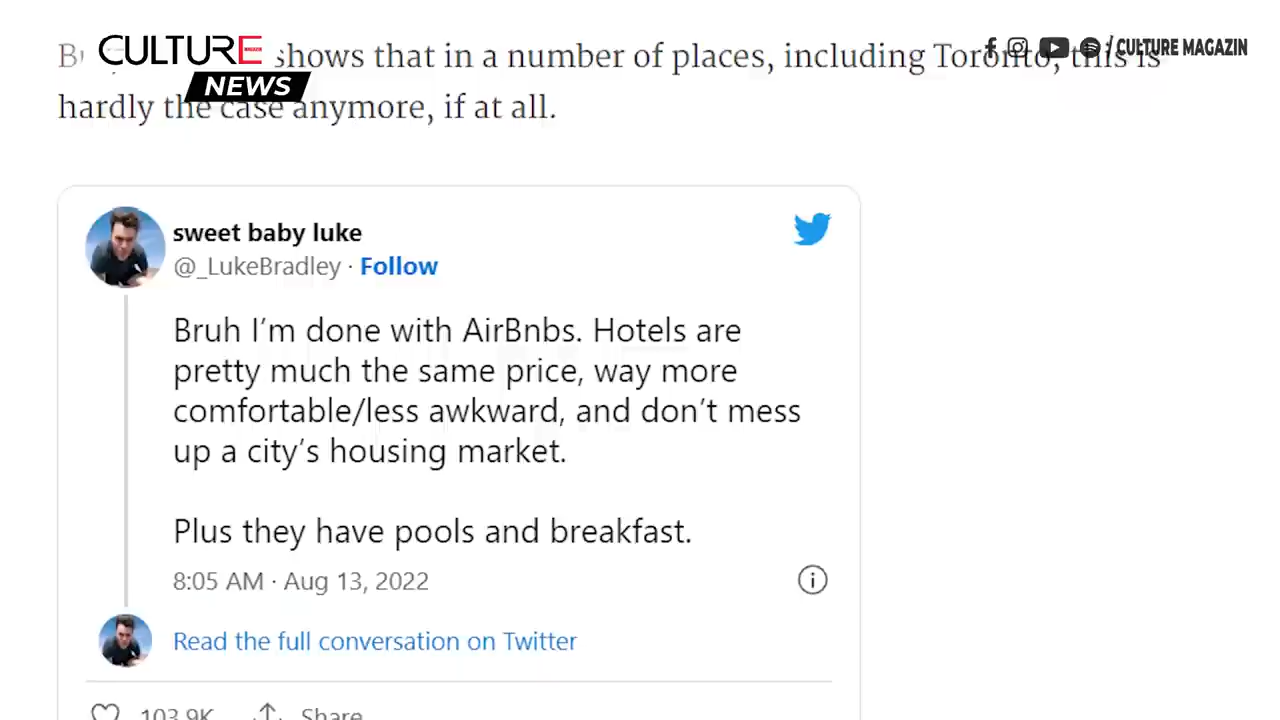 CULTURE
NEWS
/ CULTURE MAGAZIN
shows that in a number of places, including Toronto, this is
hardly the case anymore, if at all.
sweet baby luke
@_LukeBradley · Follow
Bruh I’m done with AirBnbs. Hotels are
pretty much the same price, way more
comfortable/less awkward, and don’t mess
up a city’s housing market.
Plus they have pools and breakfast.
8:05 AM · Aug 13, 2022
Read the full conversation on Twitter
103.9K Share